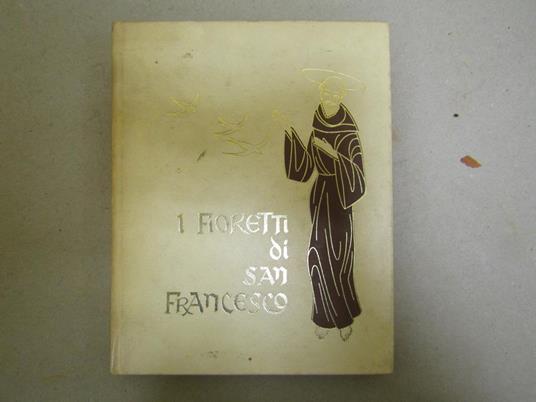 I FIORETTI
di
SAN
FRANCESCO